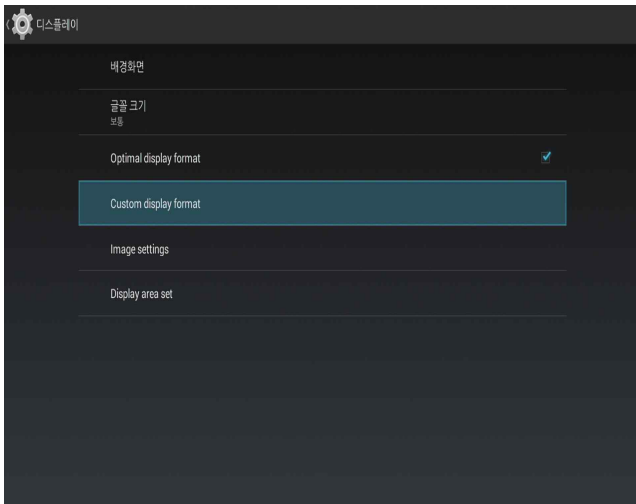 디스플레이
배경화면
글꼴 크기
보통
Optimal display format
Custom display format
Image settings
Display area set